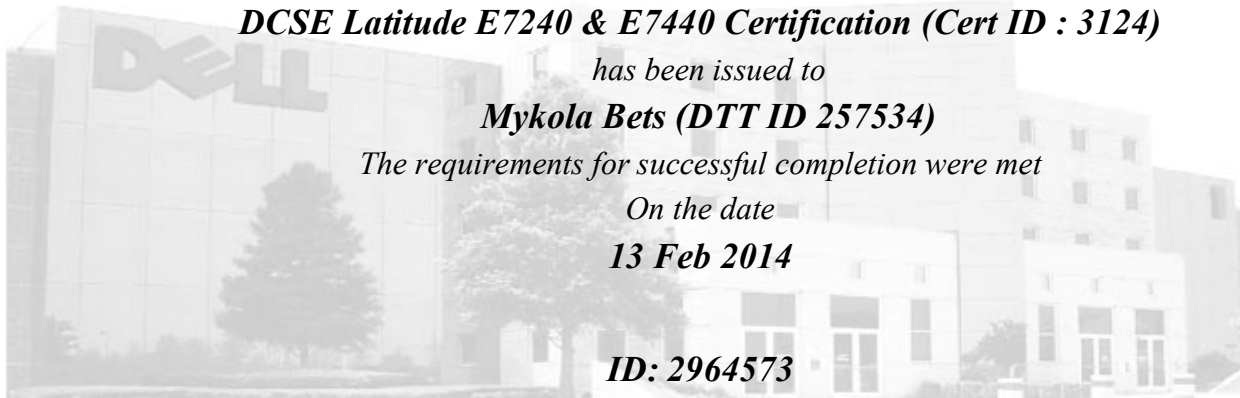 DCSE Latitude E7240 & E7440 Certification (Cert ID : 3124)
has been issued to
DELL
Mykola Bets (DTT ID 257534)
The requirements for successful completion were met
On the date
13 Feb 2014
ID: 2964573